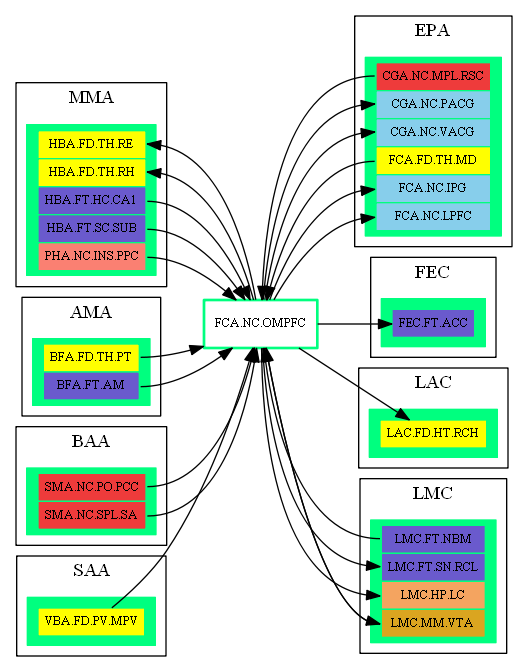 MMA
HBA.FD.TH.RE
HBA.FD.TH.RH
HBA.FT.HC.CA1
HBA.FT.SC.SUB
PHA.NC.INS.PPC
AMA
BFA.FD.TH.PT
BFA.FT.AM
BAA
SMA.NC.PO.PCC
SMA.NC.SPL.SA
SAA
VBA.FD.PV.MPV
FCA.NC.OMPFC
EPA
CGA.NC.MPL.RSC
CGA.NC.PACG
CGA.NC.VACG
FCA.FD.TH.MD
FCA.NC.IPG
FCA.NC.LPFC
FEC
FEC.FT.ACC
LAC
LAC.FD.HT.RCH
LMC
LMC.FT.NBM
LMC.FT.SN.RCL
LMC.HP.LC
LMC.MM.VTA